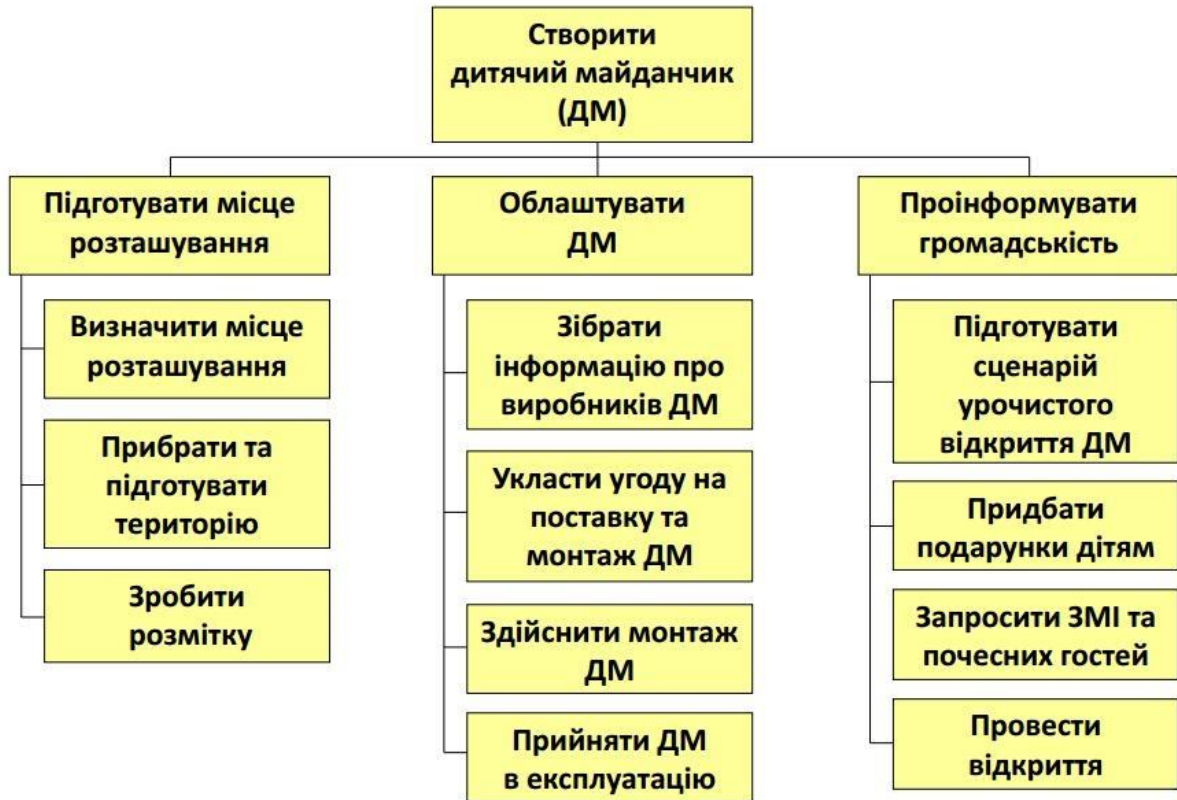 Створити
дитячий майданчик
(ДМ)
Підготувати місце
розташування
Визначити місце
розташування
Прибрати та
підготувати
територію
Зробити
розмітку
Облаштувати
ДМ
Зібрати
інформацію про
виробників ДМ
Укласти угоду на
поставку та
монтаж ДМ
Здійснити монтаж
ДМ
Прийняти ДМ
в експлуатацію
Проінформувати
громадськість
Підготувати
сценарій
урочистого
відкриття ДМ
Придбати
подарунки дітям
Запросити ЗМІ та
почесних гостей
Провести
відкриття